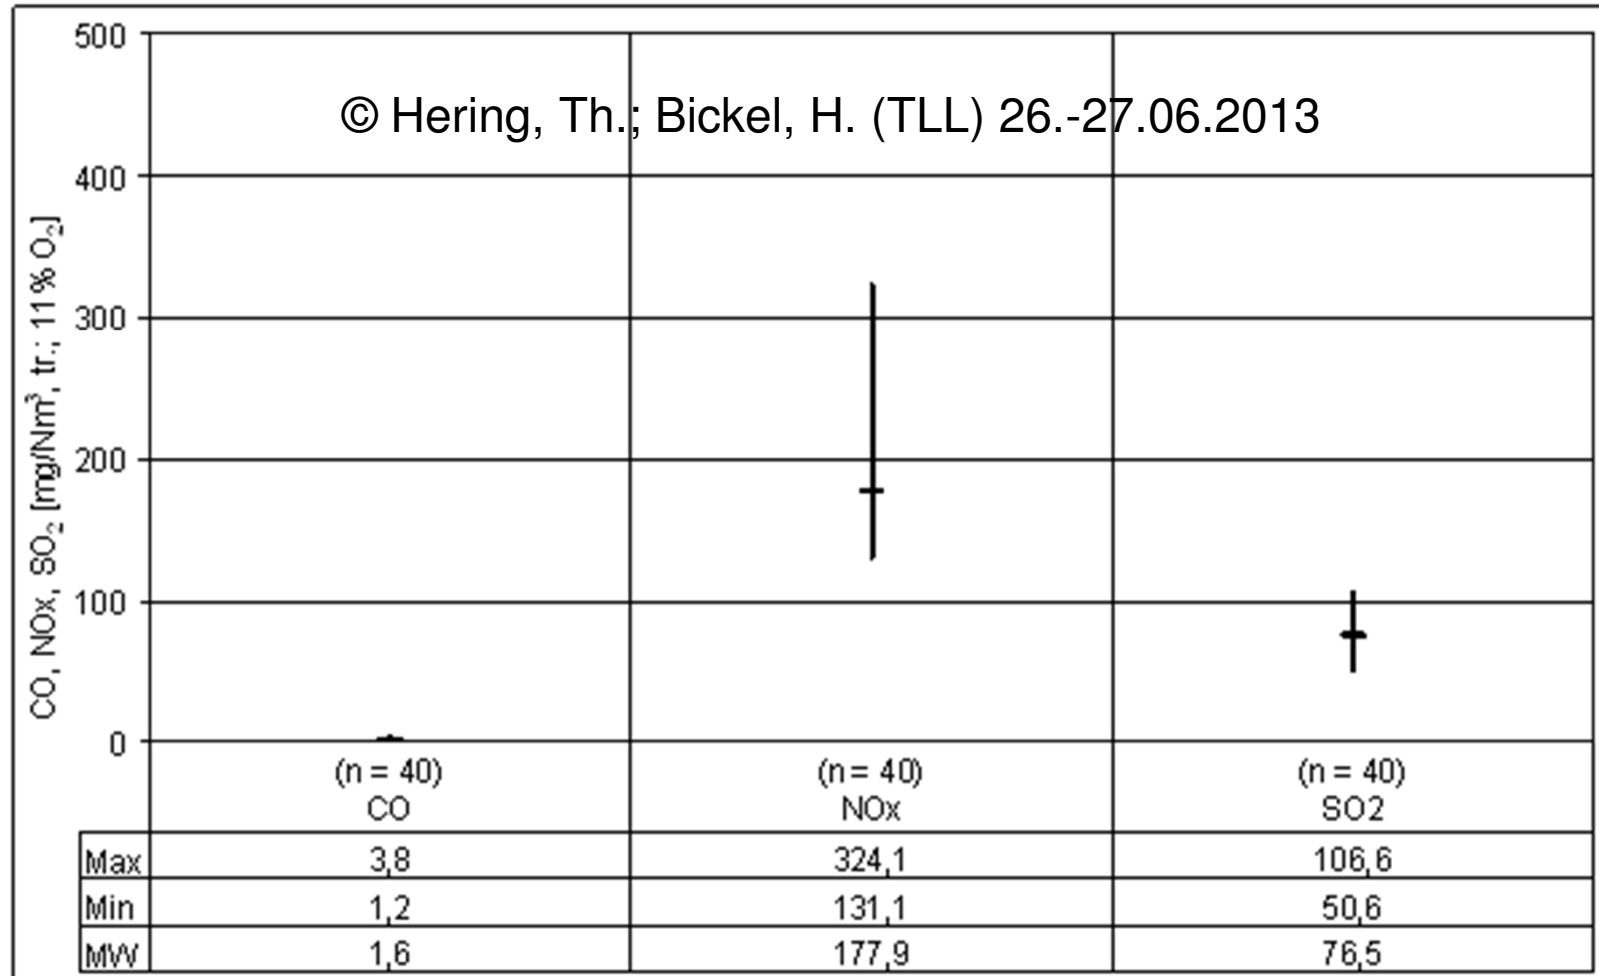 500
© Hering, Th.; Bickel, H. (TLL) 26.-27.06.2013
400
300
200
100
0
CO, NOx, SO₂ [mg/Nm³, tr.; 11% O₂]
(n = 40) (n = 40) (n = 40)
CO NOx SO2
Max 3,8 324,1 106,6
Min 1,2 131,1 50,6
MW 1,6 177,9 76,5